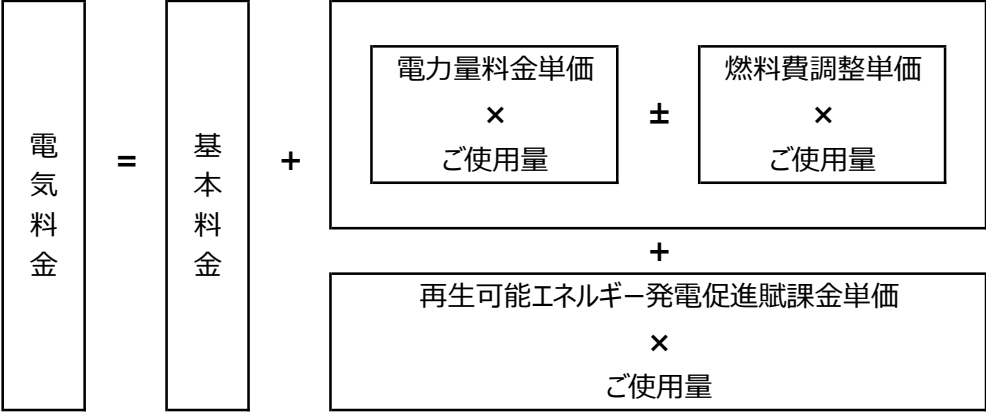 電気料金
=
基本料金
+
電力量料金単価
×
ご使用量
±
燃料費調整単価
×
ご使用量
+
再生可能エネルギー発電促進賦課金単価
×
ご使用量